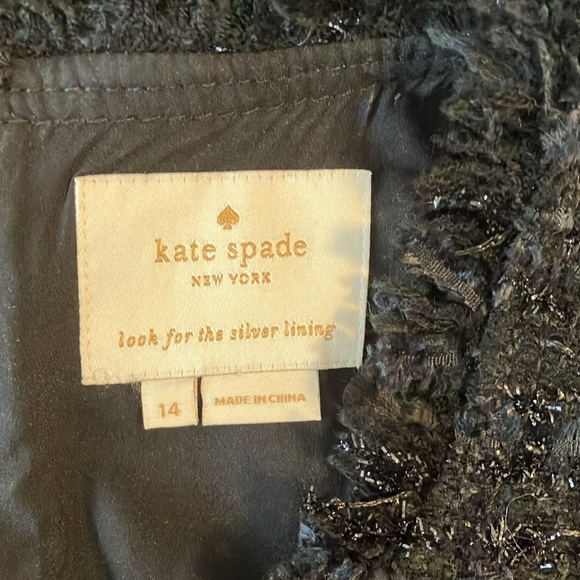 kate spade
NEW YORK
look for the silver lining
14
MADE IN CHINA